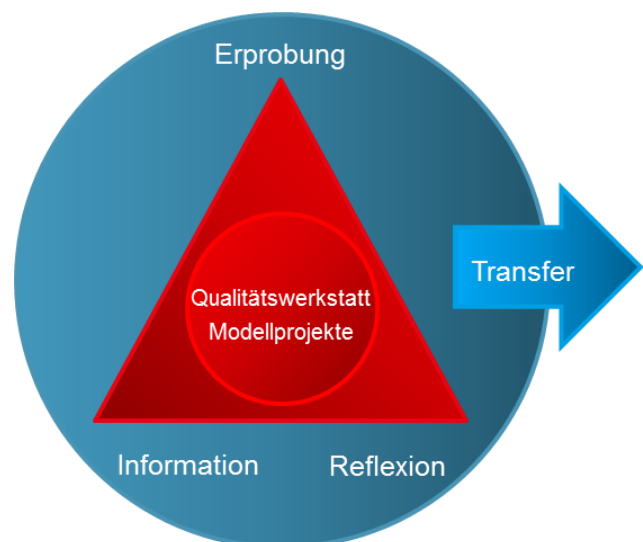 Erprobung
Transfer
Qualitätswerkstatt
Modellprojekte
Information
Reflexion